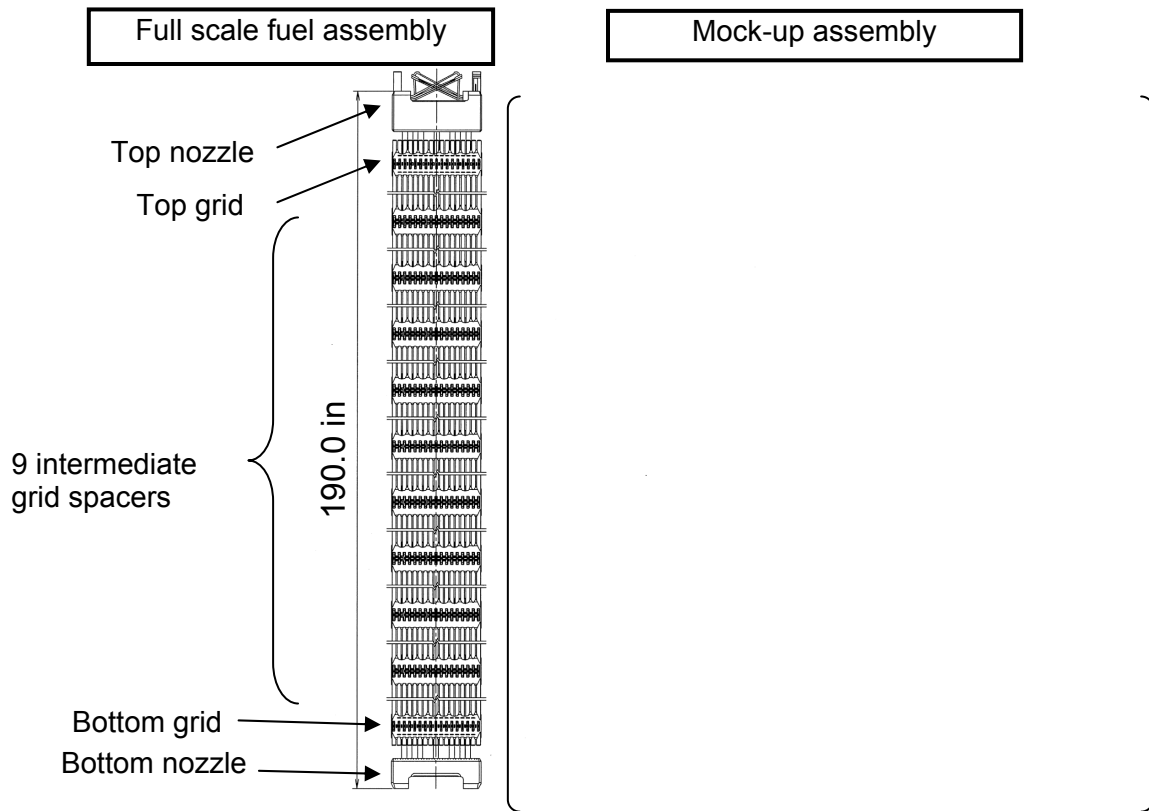 Full scale fuel assembly
Mock-up assembly
Top nozzle
Top grid
190.0 in
9 intermediate
grid spacers
Bottom grid
Bottom nozzle